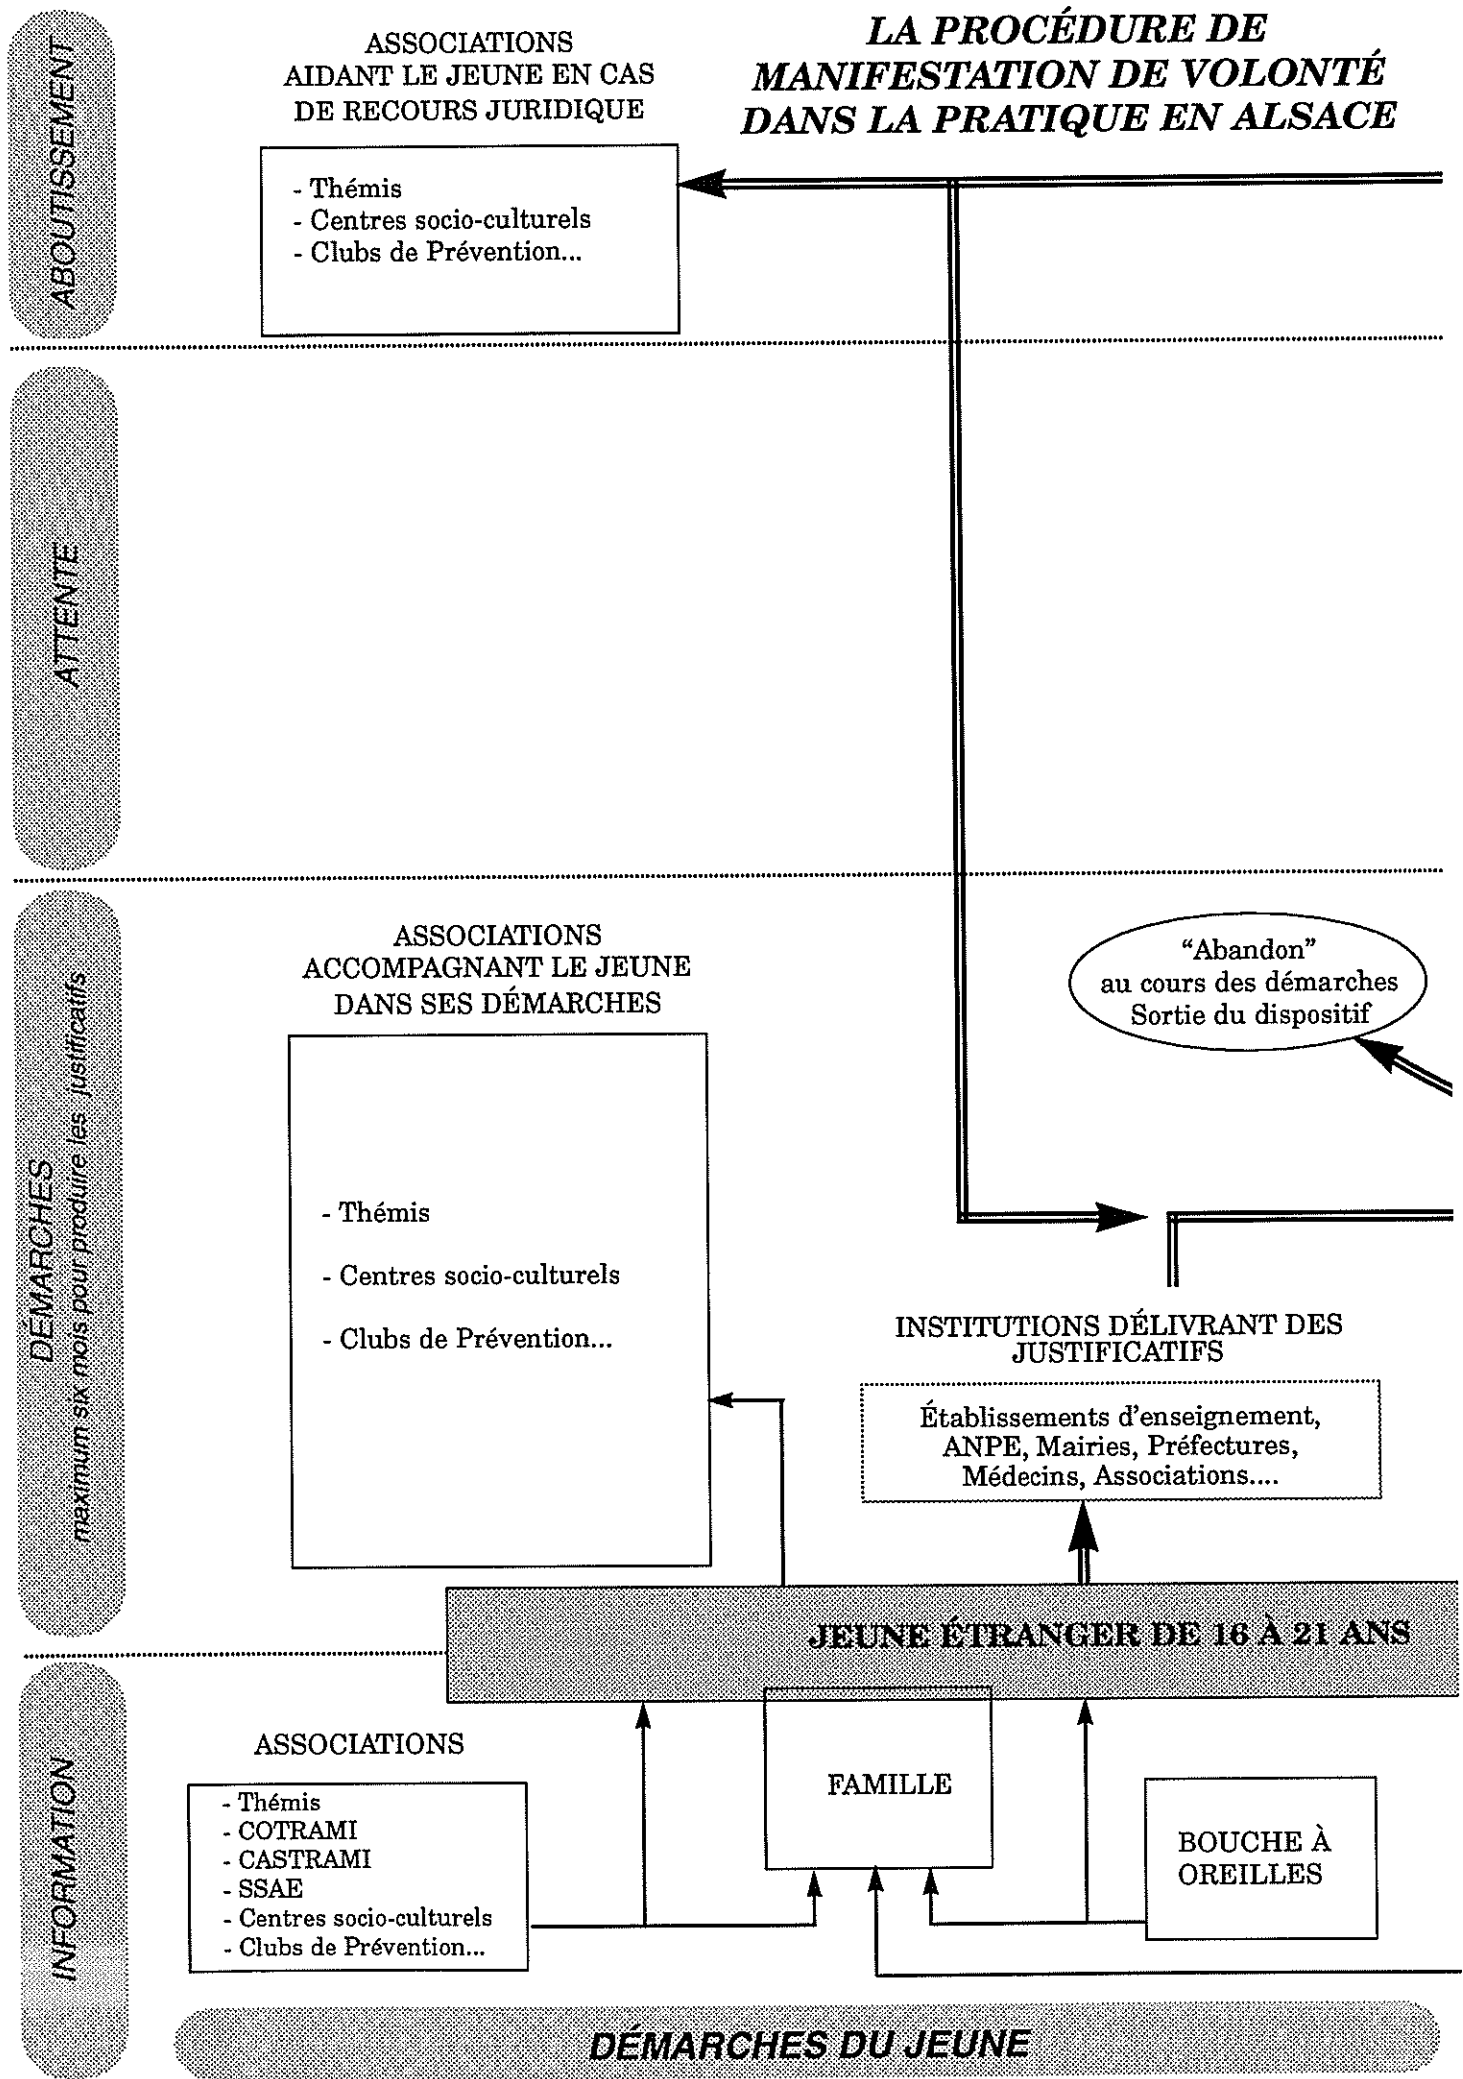 LA PROCÉDURE DE
MANIFESTATION DE VOLONTÉ
DANS LA PRATIQUE EN ALSACE
ABOUTISSEMENT
ASSOCIATIONS
AIDANT LE JEUNE EN CAS
DE RECOURS JURIDIQUE
- Thémis
- Centres socio-culturels
- Clubs de Prévention...
ATTENTE
DÉMARCHES
maximum six mois pour produire les justificatifs
ASSOCIATIONS
ACCOMPAGNANT LE JEUNE
DANS SES DÉMARCHES
- Thémis
- Centres socio-culturels
- Clubs de Prévention...
“Abandon”
au cours des démarches
Sortie du dispositif
INSTITUTIONS DÉLIVRANT DES
JUSTIFICATIFS
Établissements d'enseignement,
ANPE, Mairies, Préfectures,
Médecins, Associations....
JEUNE ÉTRANGER DE 16 À 21 ANS
INFORMATION
ASSOCIATIONS
- Thémis
- COTRAMI
- CASTRAMI
- SSAE
- Centres socio-culturels
- Clubs de Prévention...
FAMILLE
BOUCHE À
OREILLES
DÉMARCHES DU JEUNE